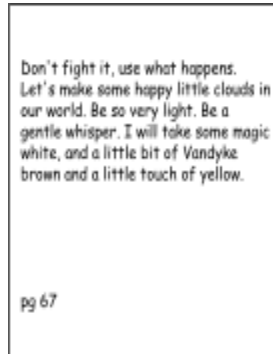 Don't fight it, use what happens.
Let's make some happy little clouds in
our world. Be so very light. Be a
gentle whisper. I will take some magic
white, and a little bit of Vandyke
brown and a little touch of yellow.
pg 67